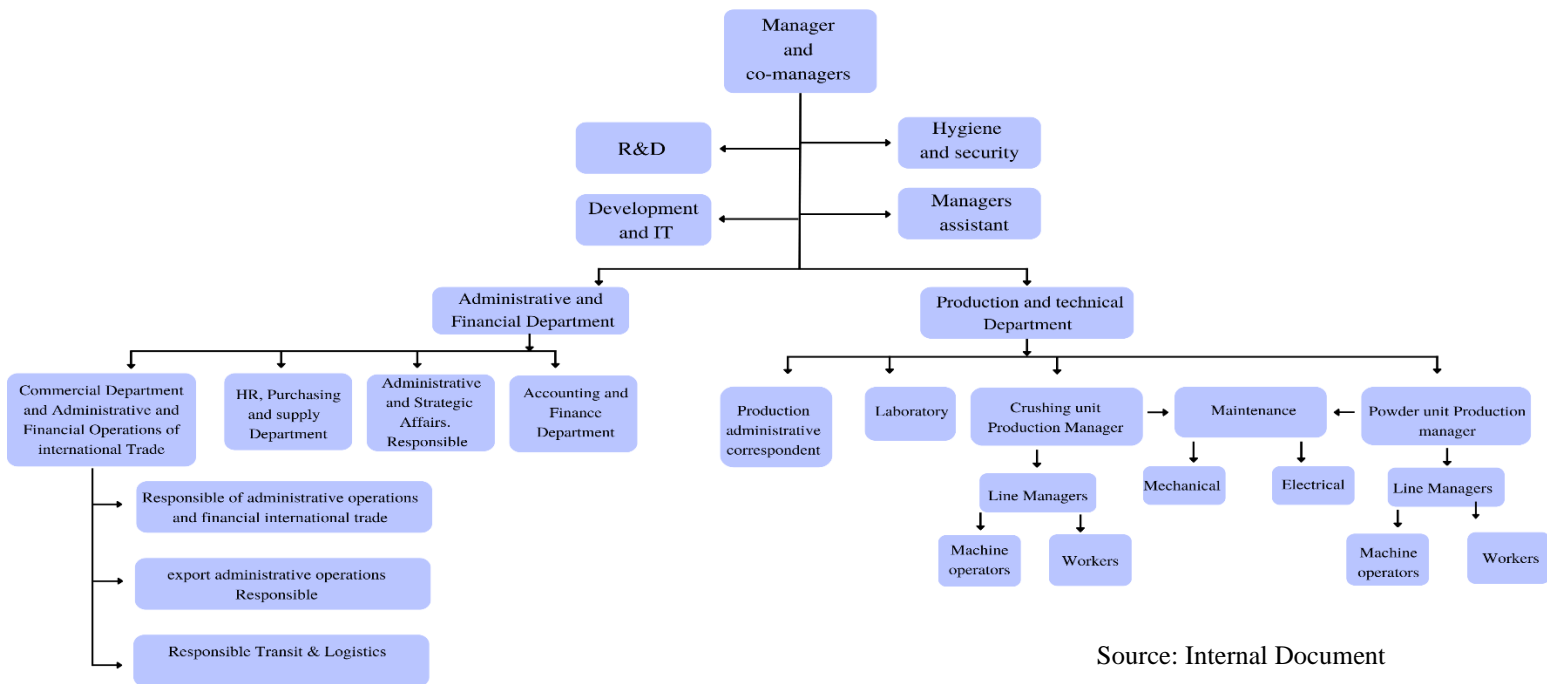 Manager
and
co-managers
R&D
Hygiene
and security
Development
and IT
Managers
assistant
Administrative and
Financial Department
Production and technical
Department
Commercial Department
and Administrative and
Financial Operations of
international Trade
HR, Purchasing
and supply
Department
Administrative
and Strategic
Affairs.
Responsible
Accounting and
Finance
Department
Production
administrative
correspondent
Laboratory
Crushing unit
Production Manager
Maintenance
Powder unit Production
manager
Line Managers
Mechanical
Electrical
Line Managers
Machine
operators
Workers
Machine
operators
Workers
Responsible of administrative operations
and financial international trade
export administrative operations
Responsible
Responsible Transit & Logistics
Source: Internal Document